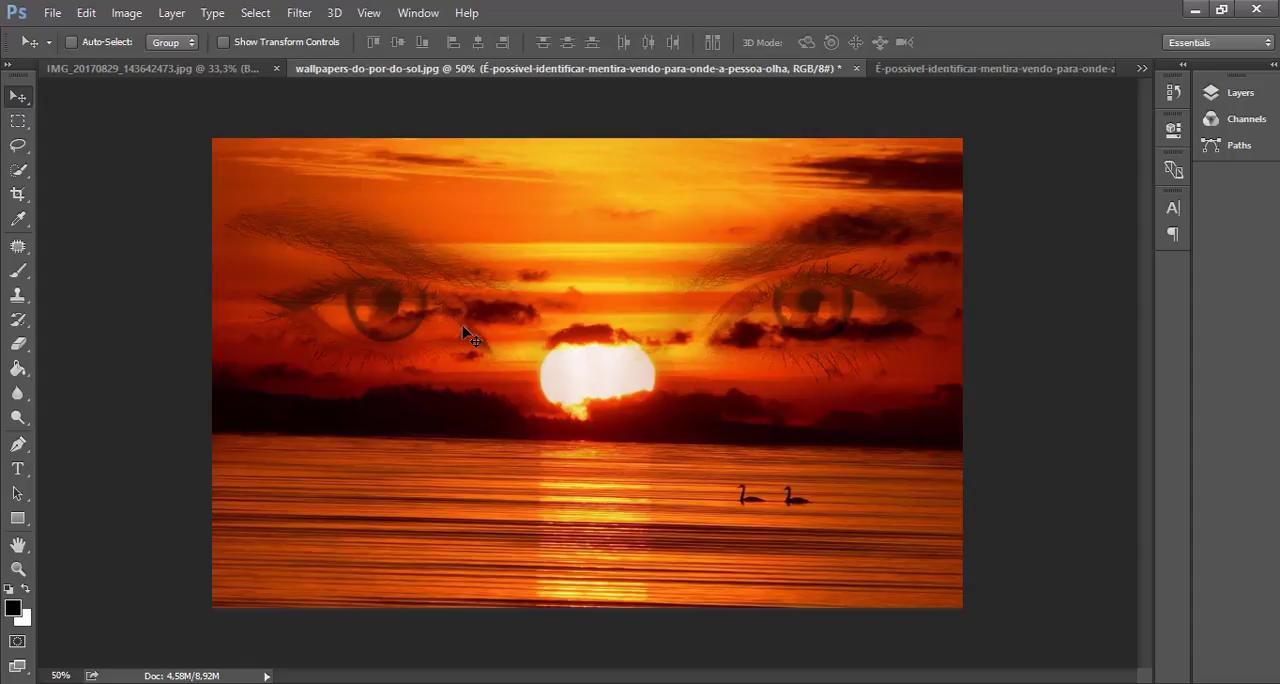 Ps File Edit Image Layer Type Select Filter 3D View Window Help
Auto-Select: Group Show Transform Controls 3D Mode: Essentials
IMG_20170829_143642473.jpg @ 33,3% (B... × wallpapers-do-por-do-sol.jpg @ 50% (É-possivel-identificar-mentira-vendo-para-onde-a-pessoa-olha, RGB/8#) * × É-possivel-identificar-mentira-vendo-para-onde-a
Layers
Channels
Paths
50% Doc: 4,58M/8,92M